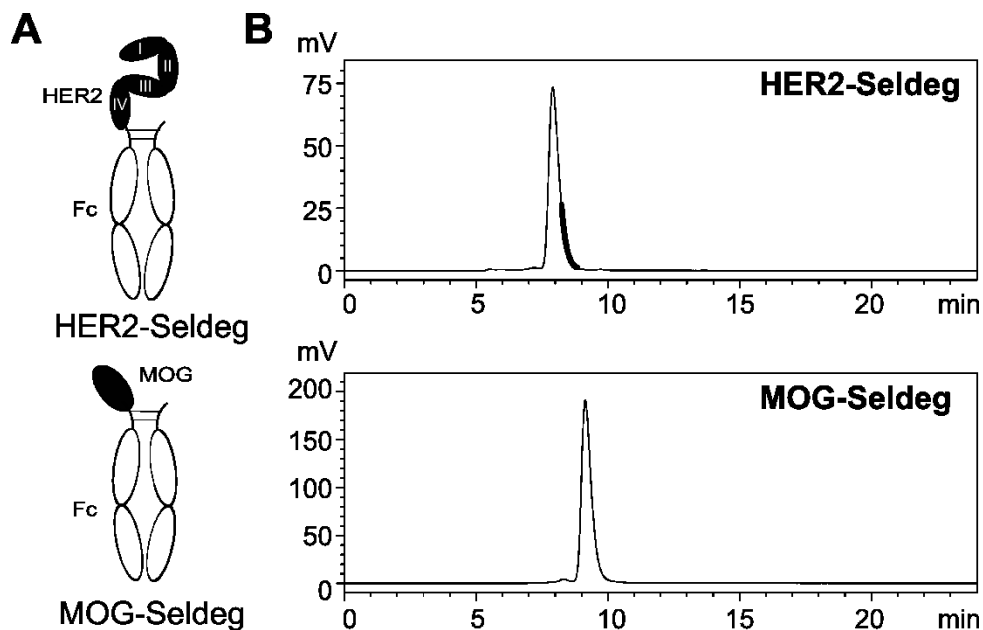 A
I
II
III
HER2
IV
Fc
HER2-Seldeg
MOG
Fc
MOG-Seldeg
B
mV
HER2-Seldeg
75
50
25
0
0 5 10 15 20 min
mV
MOG-Seldeg
200
150
100
50
0
0 5 10 15 20 min